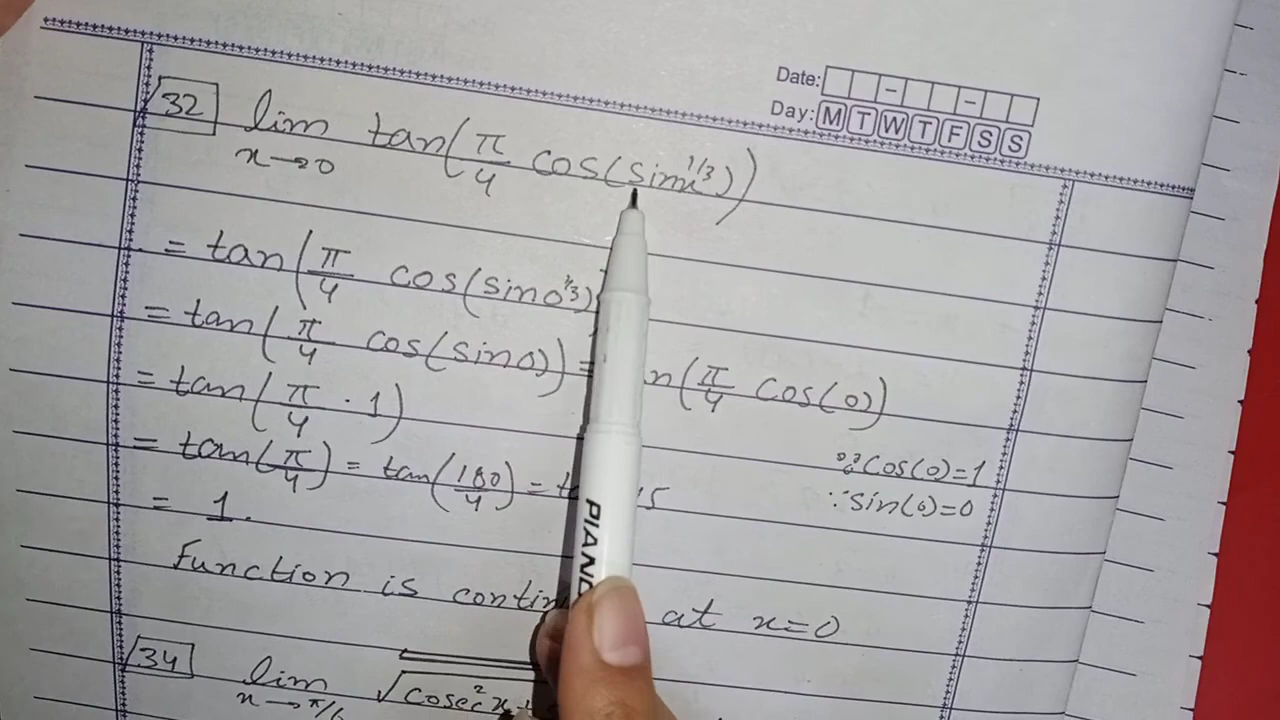 Date: – –
Day: M T W T F S S
32 lim x→0 tan(π/4 cos(sin x^1/3))
= tan(π/4 cos(sin 0^1/3)
= tan(π/4 cos(sin 0)) = n(π/4 cos(0)
= tan(π/4 · 1)
= tan(π/4) = tan(180/4) = t 5
∵ cos(0)=1
∵ sin(0)=0
= 1.
Function is contin at x=0
34 lim x→π/6 √cosec²x+
PIANO